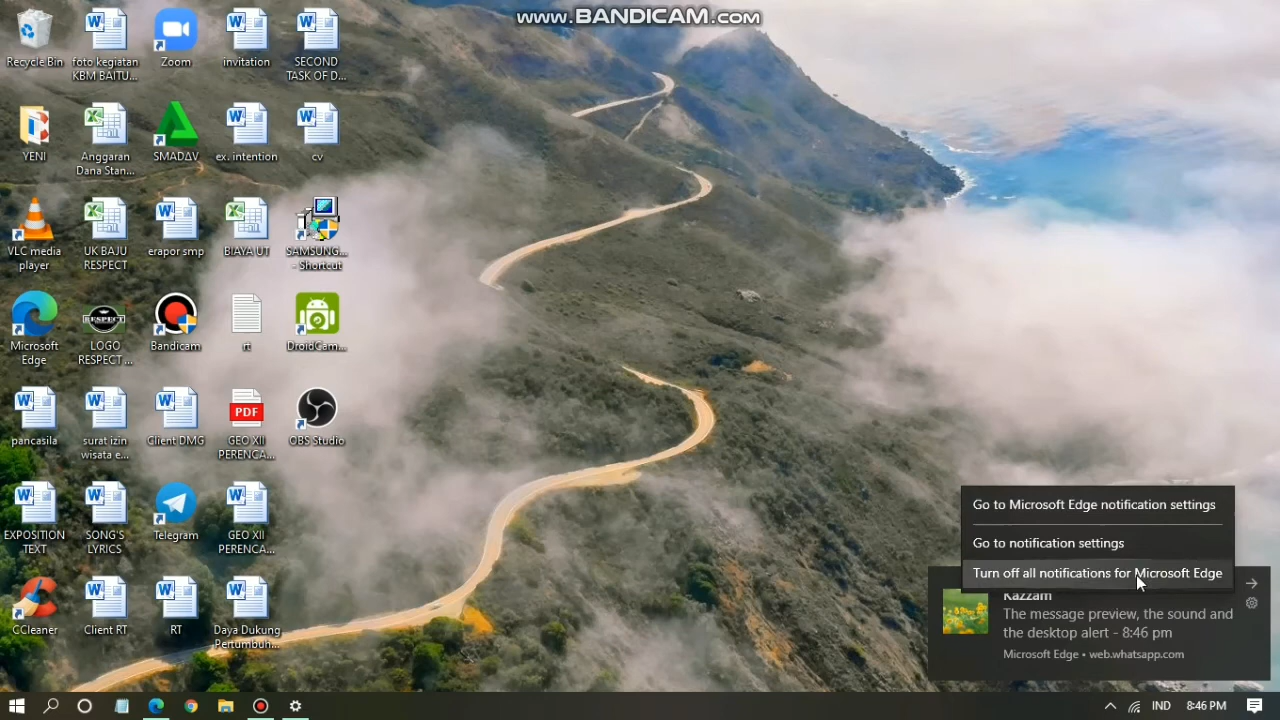 www.BANDICAM.com
Recycle Bin
foto kegiatan
KBM BAITU...
Zoom
invitation
SECOND
TASK OF D...
YENI
Anggaran
Dana Stan...
SMADAV
ex. intention
cv
VLC media
player
UK BAJU
RESPECT
erapor smp
BIAYA UT
SAMSUNG...
- Shortcut
Microsoft
Edge
RESPECT
LOGO
RESPECT ...
Bandicam
rt
DroidCam...
pancasila
surat izin
wisata e...
Client DMG
PDF
GEO XII
PERENCA...
OBS Studio
EXPOSITION
TEXT
SONG'S
LYRICS
Telegram
GEO XII
PERENCA...
CCleaner
Client RT
RT
Daya Dukung
Pertumbuh...
Go to Microsoft Edge notification settings
Go to notification settings
Turn off all notifications for Microsoft Edge
Kazzam
The message preview, the sound and
the desktop alert - 8:46 pm
Microsoft Edge • web.whatsapp.com
IND
8:46 PM